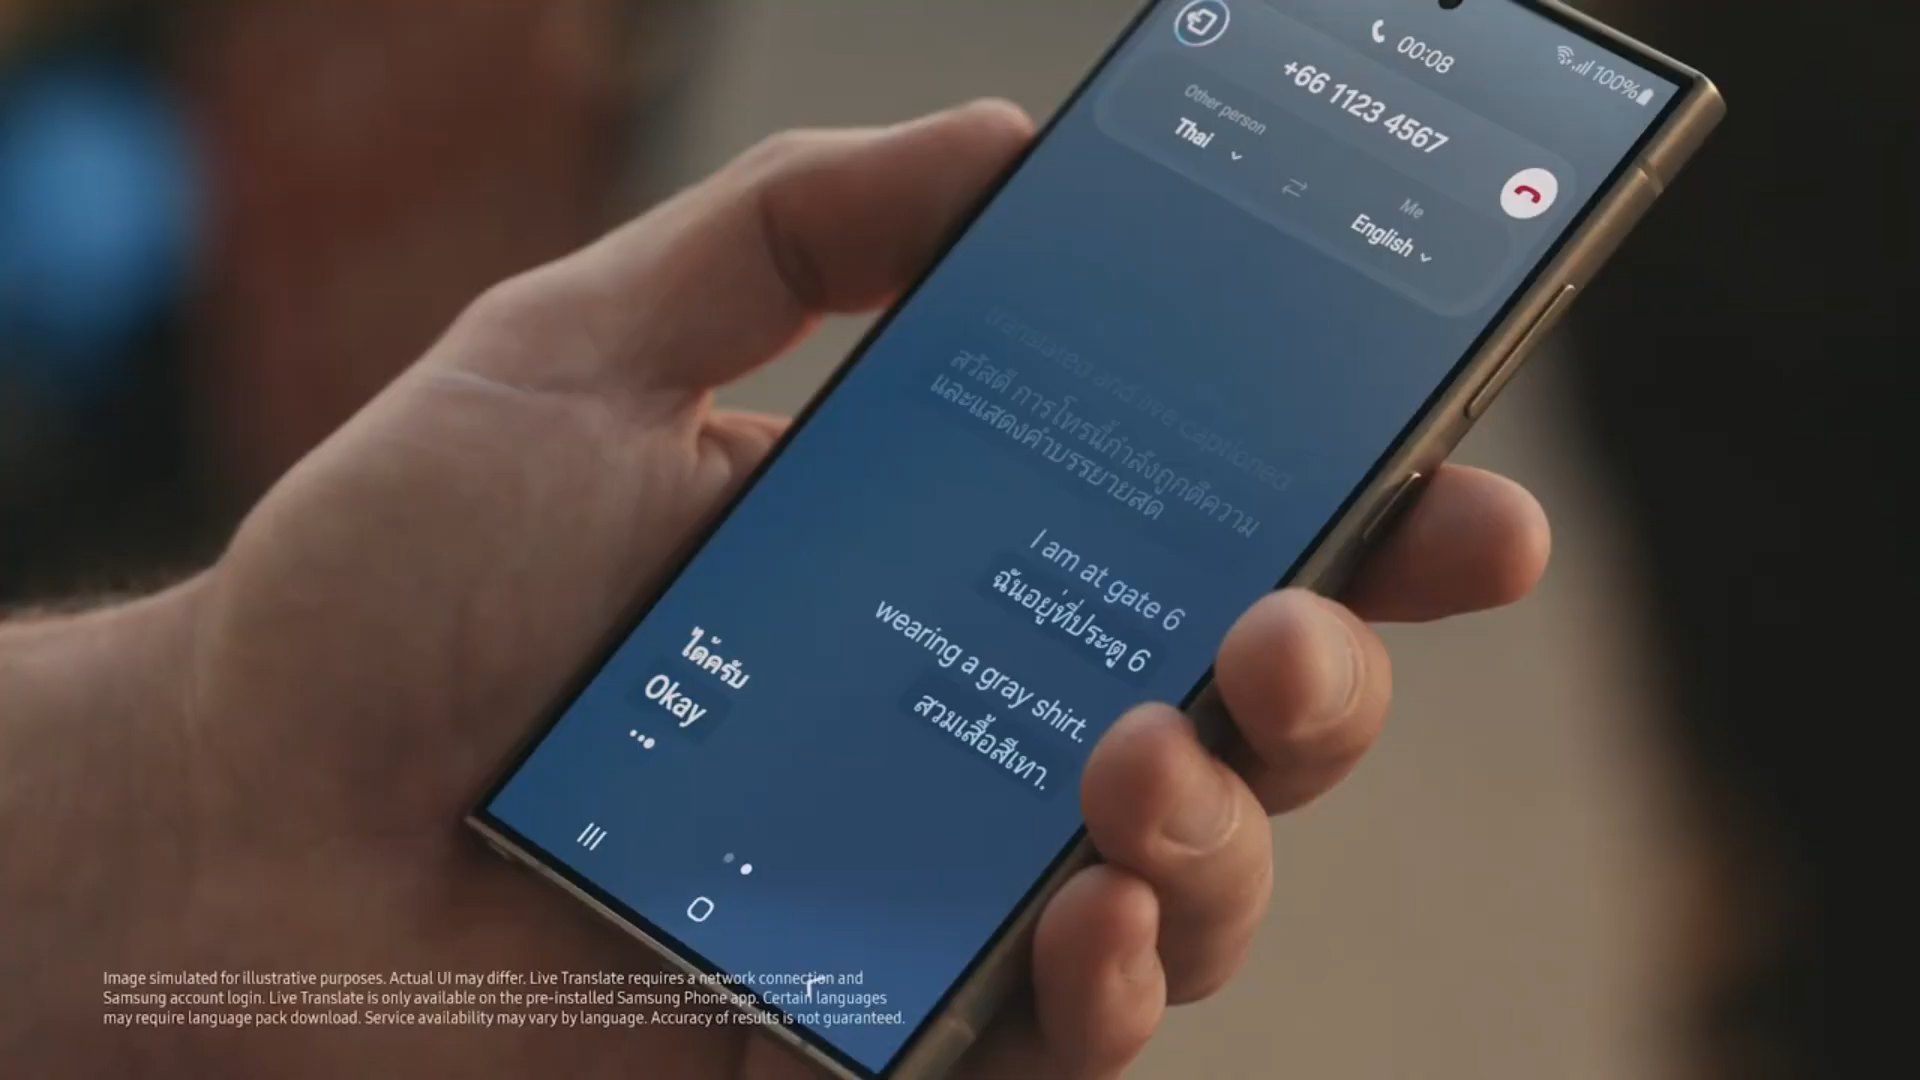 00:08
100%
+66 1123 4567
Other person
Thai
Me
English
translated and live captioned
สวัสดี การโทรนี้กำลังถูกตีความ
และแสดงคำบรรยายสด
I am at gate 6
ฉันอยู่ที่ประตู 6
wearing a gray shirt.
สวมเสื้อสีเทา.
ได้ครับ
Okay
Image simulated for illustrative purposes. Actual UI may differ. Live Translate requires a network connection and
Samsung account login. Live Translate is only available on the pre-installed Samsung Phone app. Certain languages
may require language pack download. Service availability may vary by language. Accuracy of results is not guaranteed.